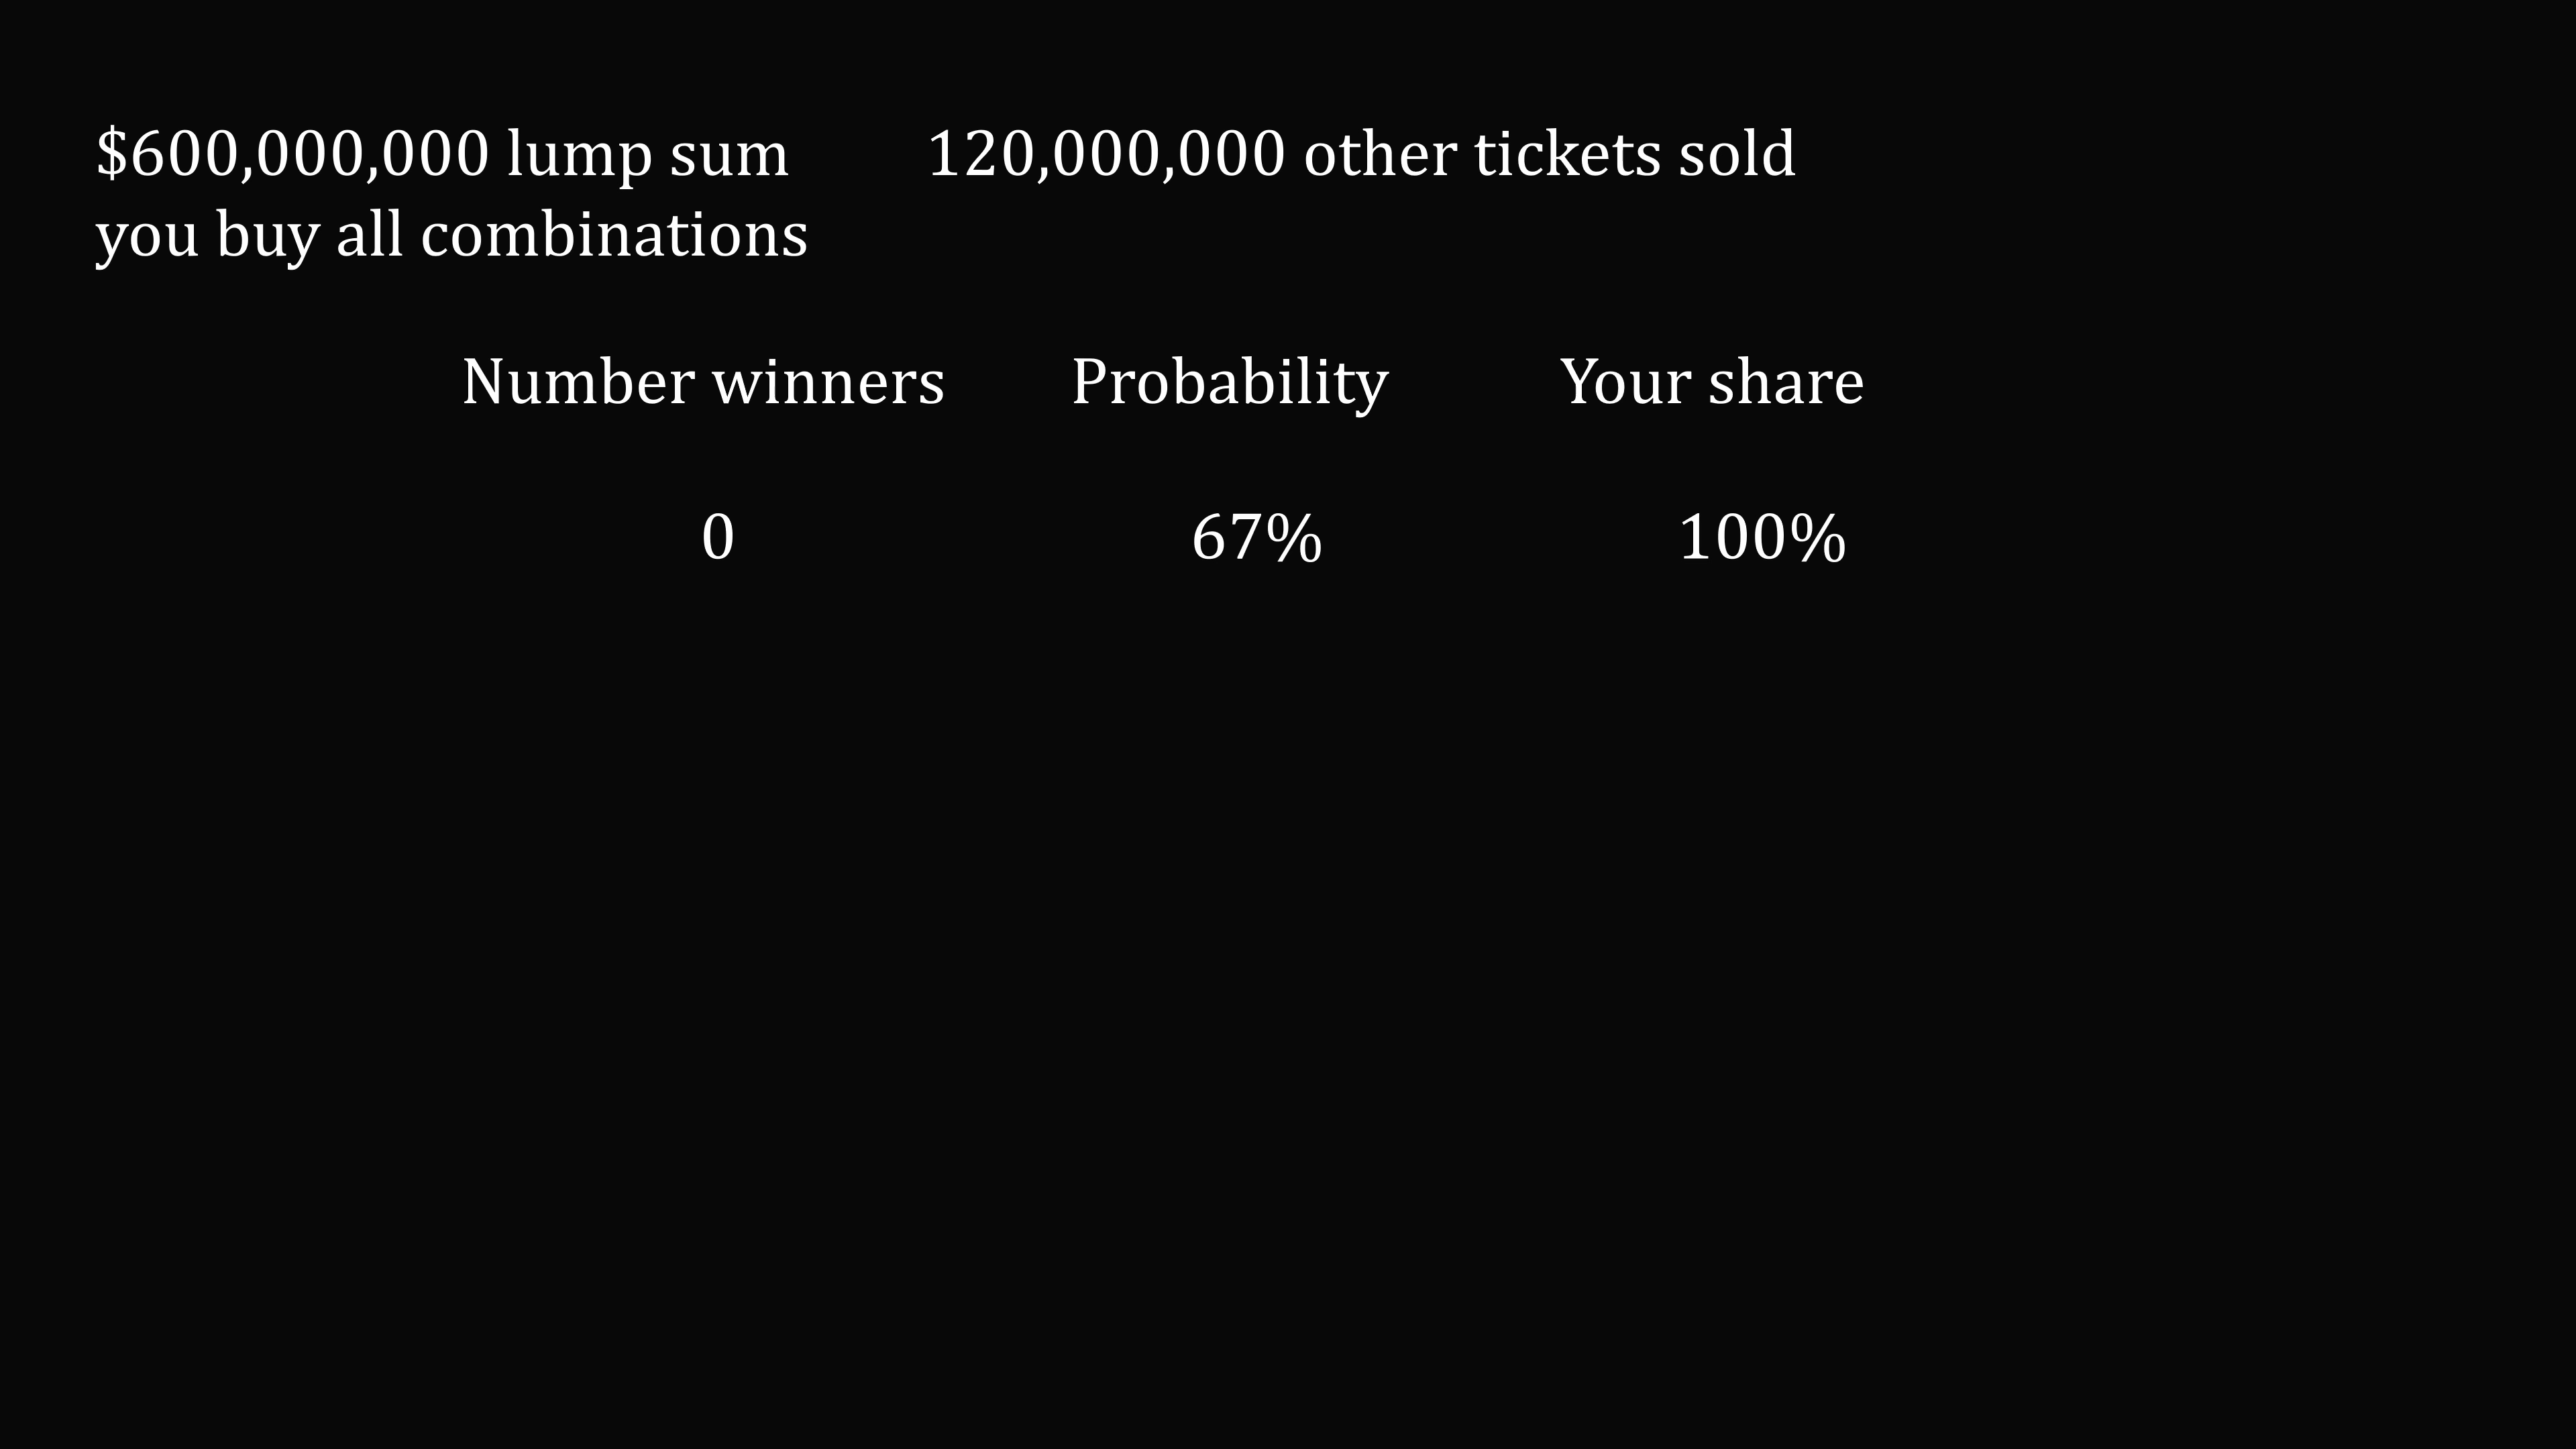 $600,000,000 lump sum 120,000,000 other tickets sold
you buy all combinations
Number winners Probability Your share
0 67% 100%